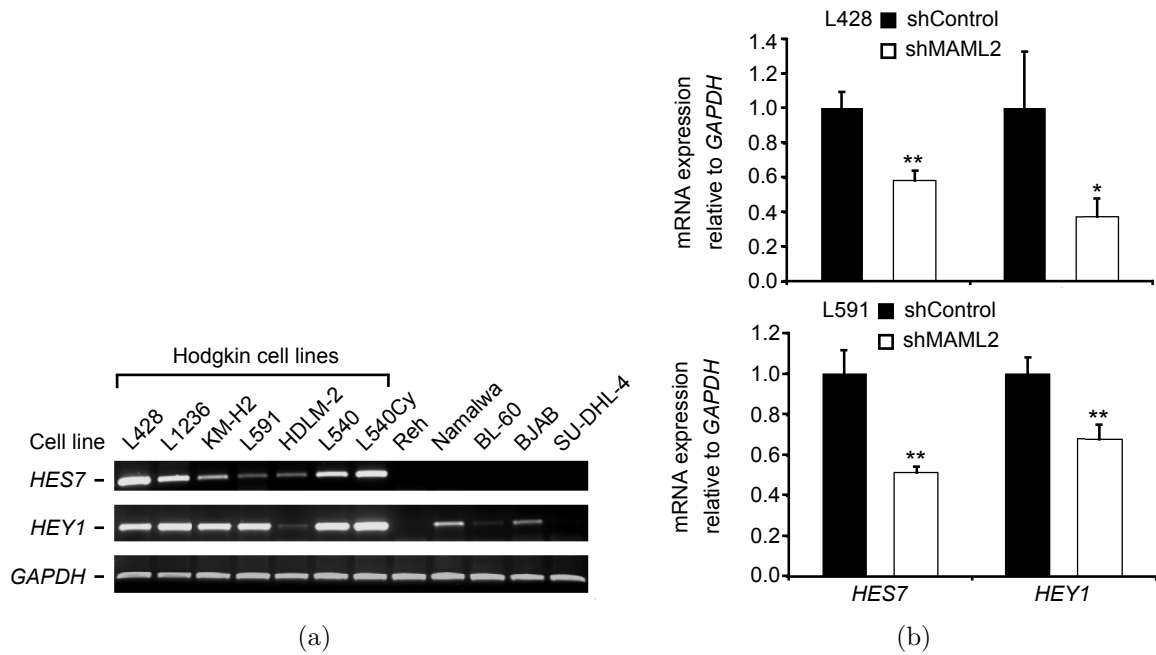 Hodgkin cell lines
Cell line
L428
L1236
KM-H2
L591
HDLM-2
L540
L540Cy
Reh
Namalwa
BL-60
BJAB
SU-DHL-4
HES7 –
HEY1 –
GAPDH –
(a)
L428 shControl
shMAML2
mRNA expression
relative to GAPDH
1.4
1.2
1.0
0.8
0.6
0.4
0.2
0.0
**
*
L591 shControl
shMAML2
mRNA expression
relative to GAPDH
1.2
1.0
0.8
0.6
0.4
0.2
0.0
**
**
HES7 HEY1
(b)